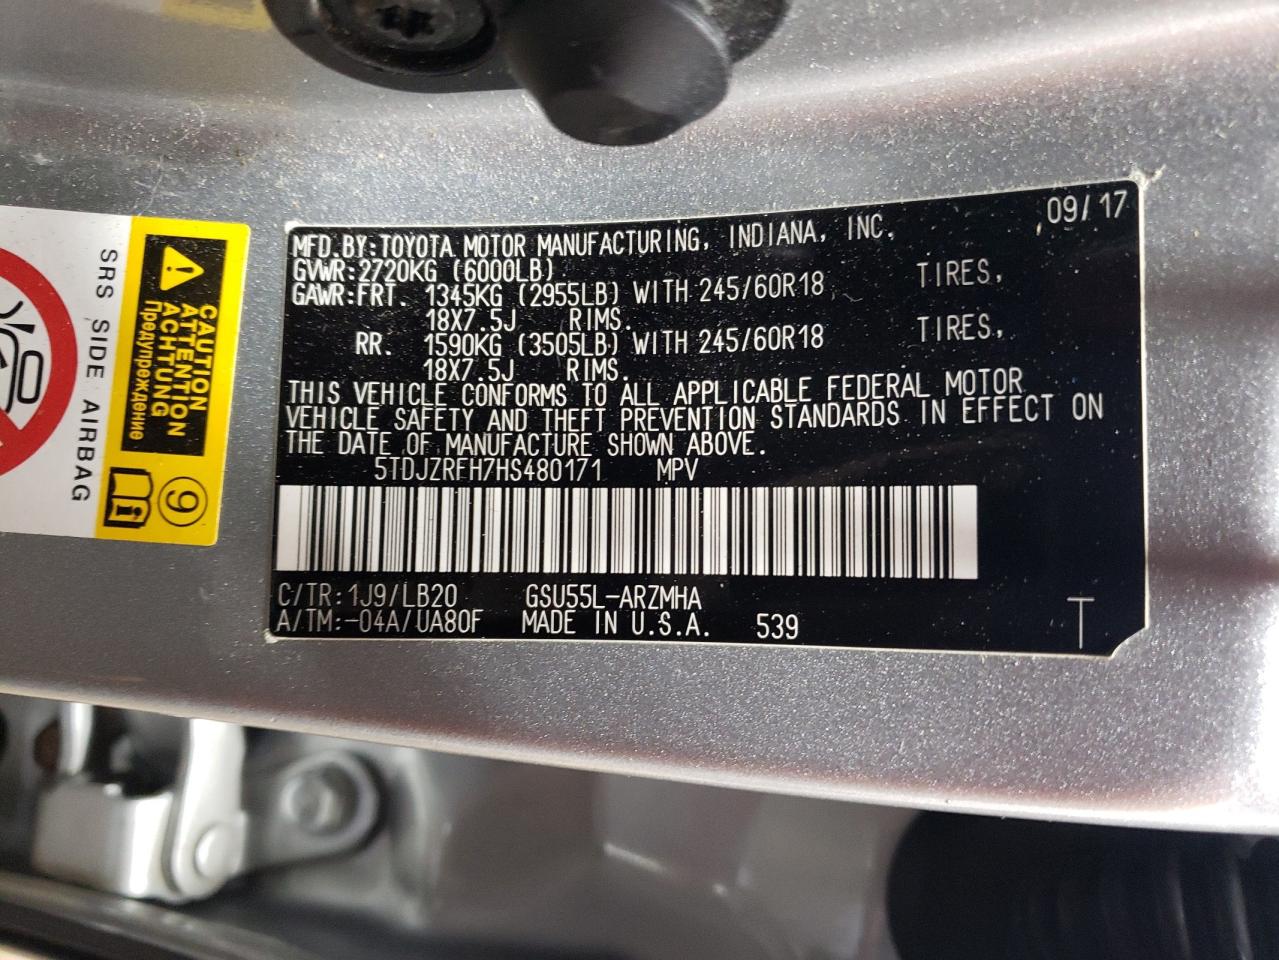 09/17
MFD.BY:TOYOTA MOTOR MANUFACTURING, INDIANA, INC.
GVWR:2720KG (6000LB)
GAWR:FRT. 1345KG (2955LB) WITH 245/60R18 TIRES,
18X7.5J RIMS.
RR. 1590KG (3505LB) WITH 245/60R18 TIRES,
18X7.5J RIMS.
THIS VEHICLE CONFORMS TO ALL APPLICABLE FEDERAL MOTOR
VEHICLE SAFETY AND THEFT PREVENTION STANDARDS IN EFFECT ON
THE DATE OF MANUFACTURE SHOWN ABOVE.
5TDJZRFH7HS480171 MPV
C/TR:1J9/LB20 GSU55L-ARZMHA
A/TM:-04A/UA80F MADE IN U.S.A. 539
T
CAUTION
ATTENTION
ACHTUNG
Предупреждение
9
SRS SIDE AIRBAG